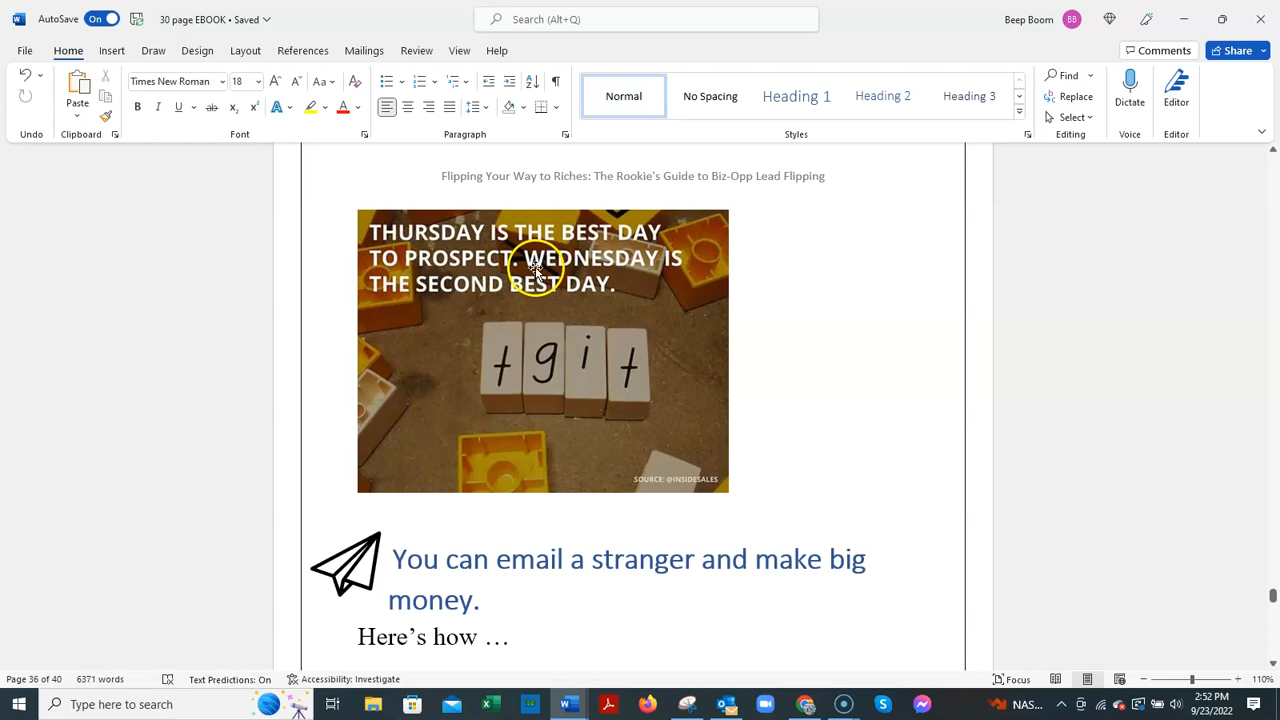 AutoSave On 30 page EBOOK • Saved Search (Alt+Q) Beep Boom BB
File Home Insert Draw Design Layout References Mailings Review View Help Comments Share
Times New Roman 18 Aa Find
Paste Normal No Spacing Heading 1 Heading 2 Heading 3 Replace Dictate Editor
B I U ab x₂ x² A A Select
Undo Clipboard Font Paragraph Styles Editing Voice Editor
Flipping Your Way to Riches: The Rookie's Guide to Biz-Opp Lead Flipping
THURSDAY IS THE BEST DAY
TO PROSPECT. WEDNESDAY IS
THE SECOND BEST DAY.
tgit
SOURCE: @INSIDESALES
You can email a stranger and make big
money.
Here's how …
Page 36 of 40 6371 words Text Predictions: On Accessibility: Investigate Focus 110%
Type here to search NAS... 2:52 PM
9/23/2022